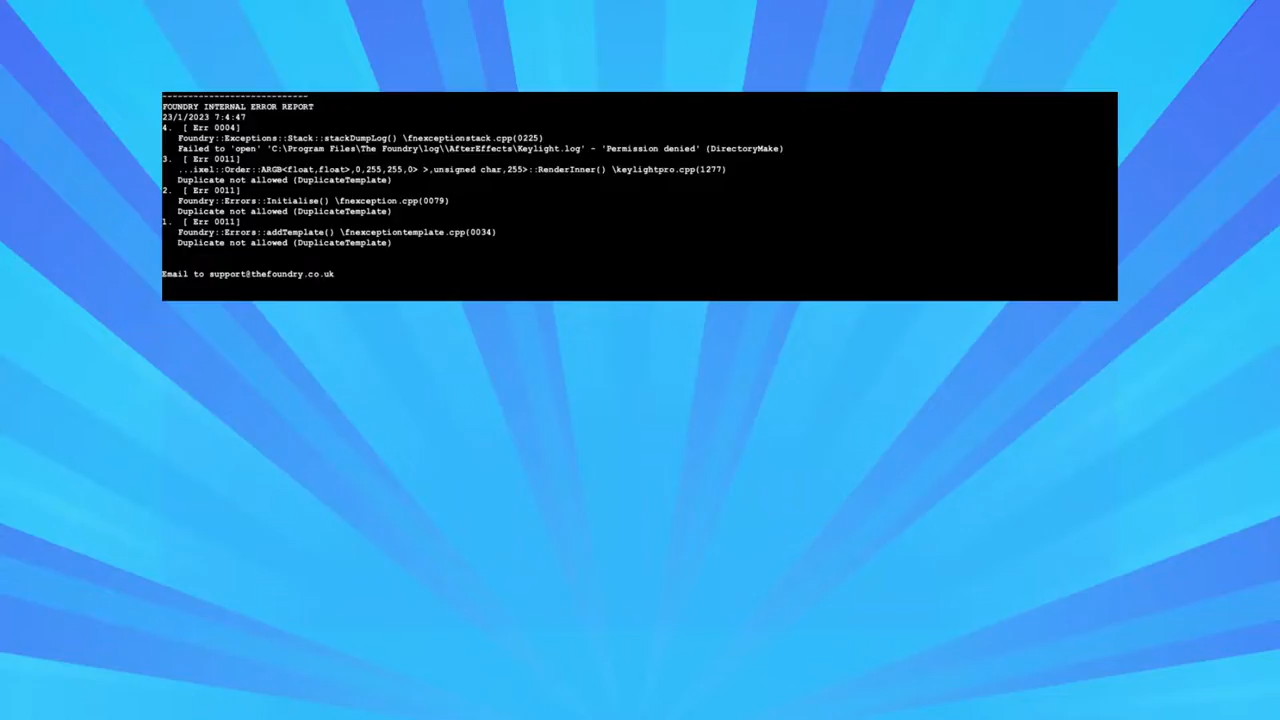 ----------------------------
FOUNDRY INTERNAL ERROR REPORT
23/1/2023 7:4:47
4.  [ Err 0004]
Foundry::Exceptions::Stack::stackDumpLog() \fnexceptionstack.cpp(0225)
Failed to 'open' 'C:\Program Files\The Foundry\log\\AfterEffects\Keylight.log' - 'Permission denied' (DirectoryMake)
3.  [ Err 0011]
...ixel::Order::ARGB<float,float>,0,255,255,0> >,unsigned char,255>::RenderInner() \keylightpro.cpp(1277)
Duplicate not allowed (DuplicateTemplate)
2.  [ Err 0011]
Foundry::Errors::Initialise() \fnexception.cpp(0079)
Duplicate not allowed (DuplicateTemplate)
1.  [ Err 0011]
Foundry::Errors::addTemplate() \fnexceptiontemplate.cpp(0034)
Duplicate not allowed (DuplicateTemplate)
Email to support@thefoundry.co.uk